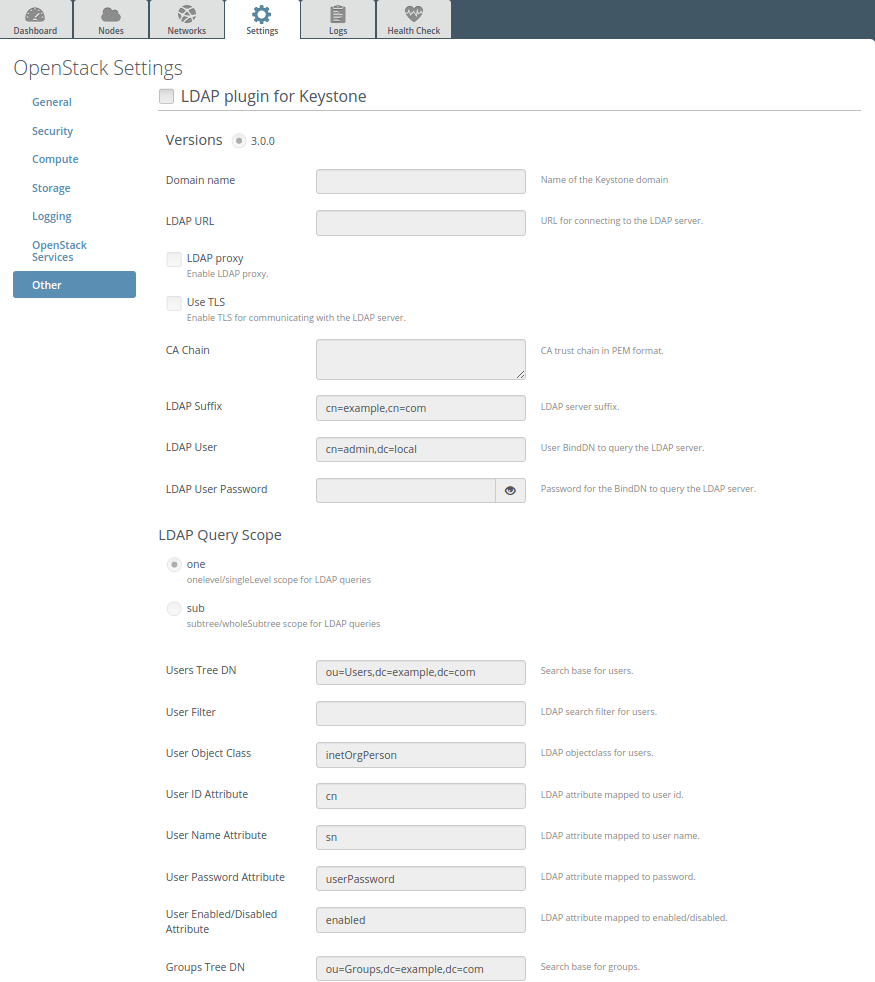 Dashboard
Nodes
Networks
Settings
Logs
Health Check
OpenStack Settings
General
Security
Compute
Storage
Logging
OpenStack
Services
Other
LDAP plugin for Keystone
Versions 3.0.0
Domain name Name of the Keystone domain
LDAP URL URL for connecting to the LDAP server.
LDAP proxy
Enable LDAP proxy.
Use TLS
Enable TLS for communicating with the LDAP server.
CA Chain CA trust chain in PEM format.
LDAP Suffix cn=example,cn=com LDAP server suffix.
LDAP User cn=admin,dc=local User BindDN to query the LDAP server.
LDAP User Password Password for the BindDN to query the LDAP server.
LDAP Query Scope
one
onelevel/singleLevel scope for LDAP queries
sub
subtree/wholeSubtree scope for LDAP queries
Users Tree DN ou=Users,dc=example,dc=com Search base for users.
User Filter LDAP search filter for users.
User Object Class inetOrgPerson LDAP objectclass for users.
User ID Attribute cn LDAP attribute mapped to user id.
User Name Attribute sn LDAP attribute mapped to user name.
User Password Attribute userPassword LDAP attribute mapped to password.
User Enabled/Disabled
Attribute enabled LDAP attribute mapped to enabled/disabled.
Groups Tree DN ou=Groups,dc=example,dc=com Search base for groups.